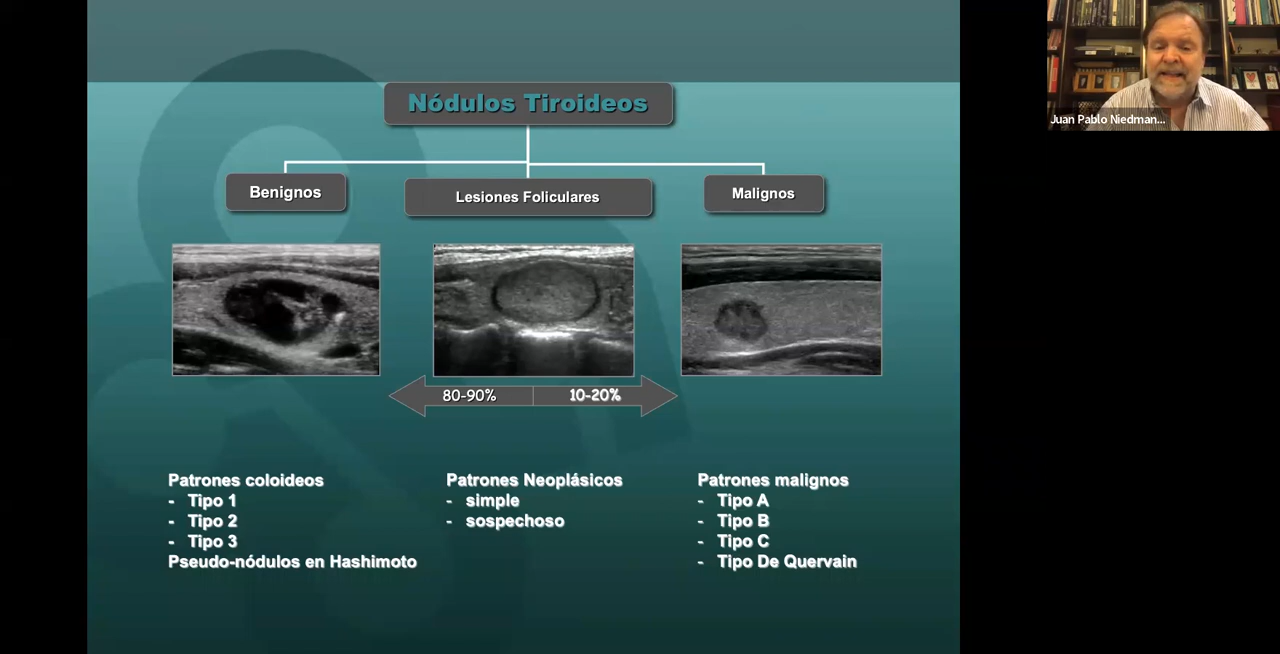 Nódulos Tiroideos
Benignos
Lesiones Foliculares
Malignos
80-90%
10-20%
Patrones coloideos
- Tipo 1
- Tipo 2
- Tipo 3
Pseudo-nódulos en Hashimoto
Patrones Neoplásicos
- simple
- sospechoso
Patrones malignos
- Tipo A
- Tipo B
- Tipo C
- Tipo De Quervain
Juan Pablo Niedman...